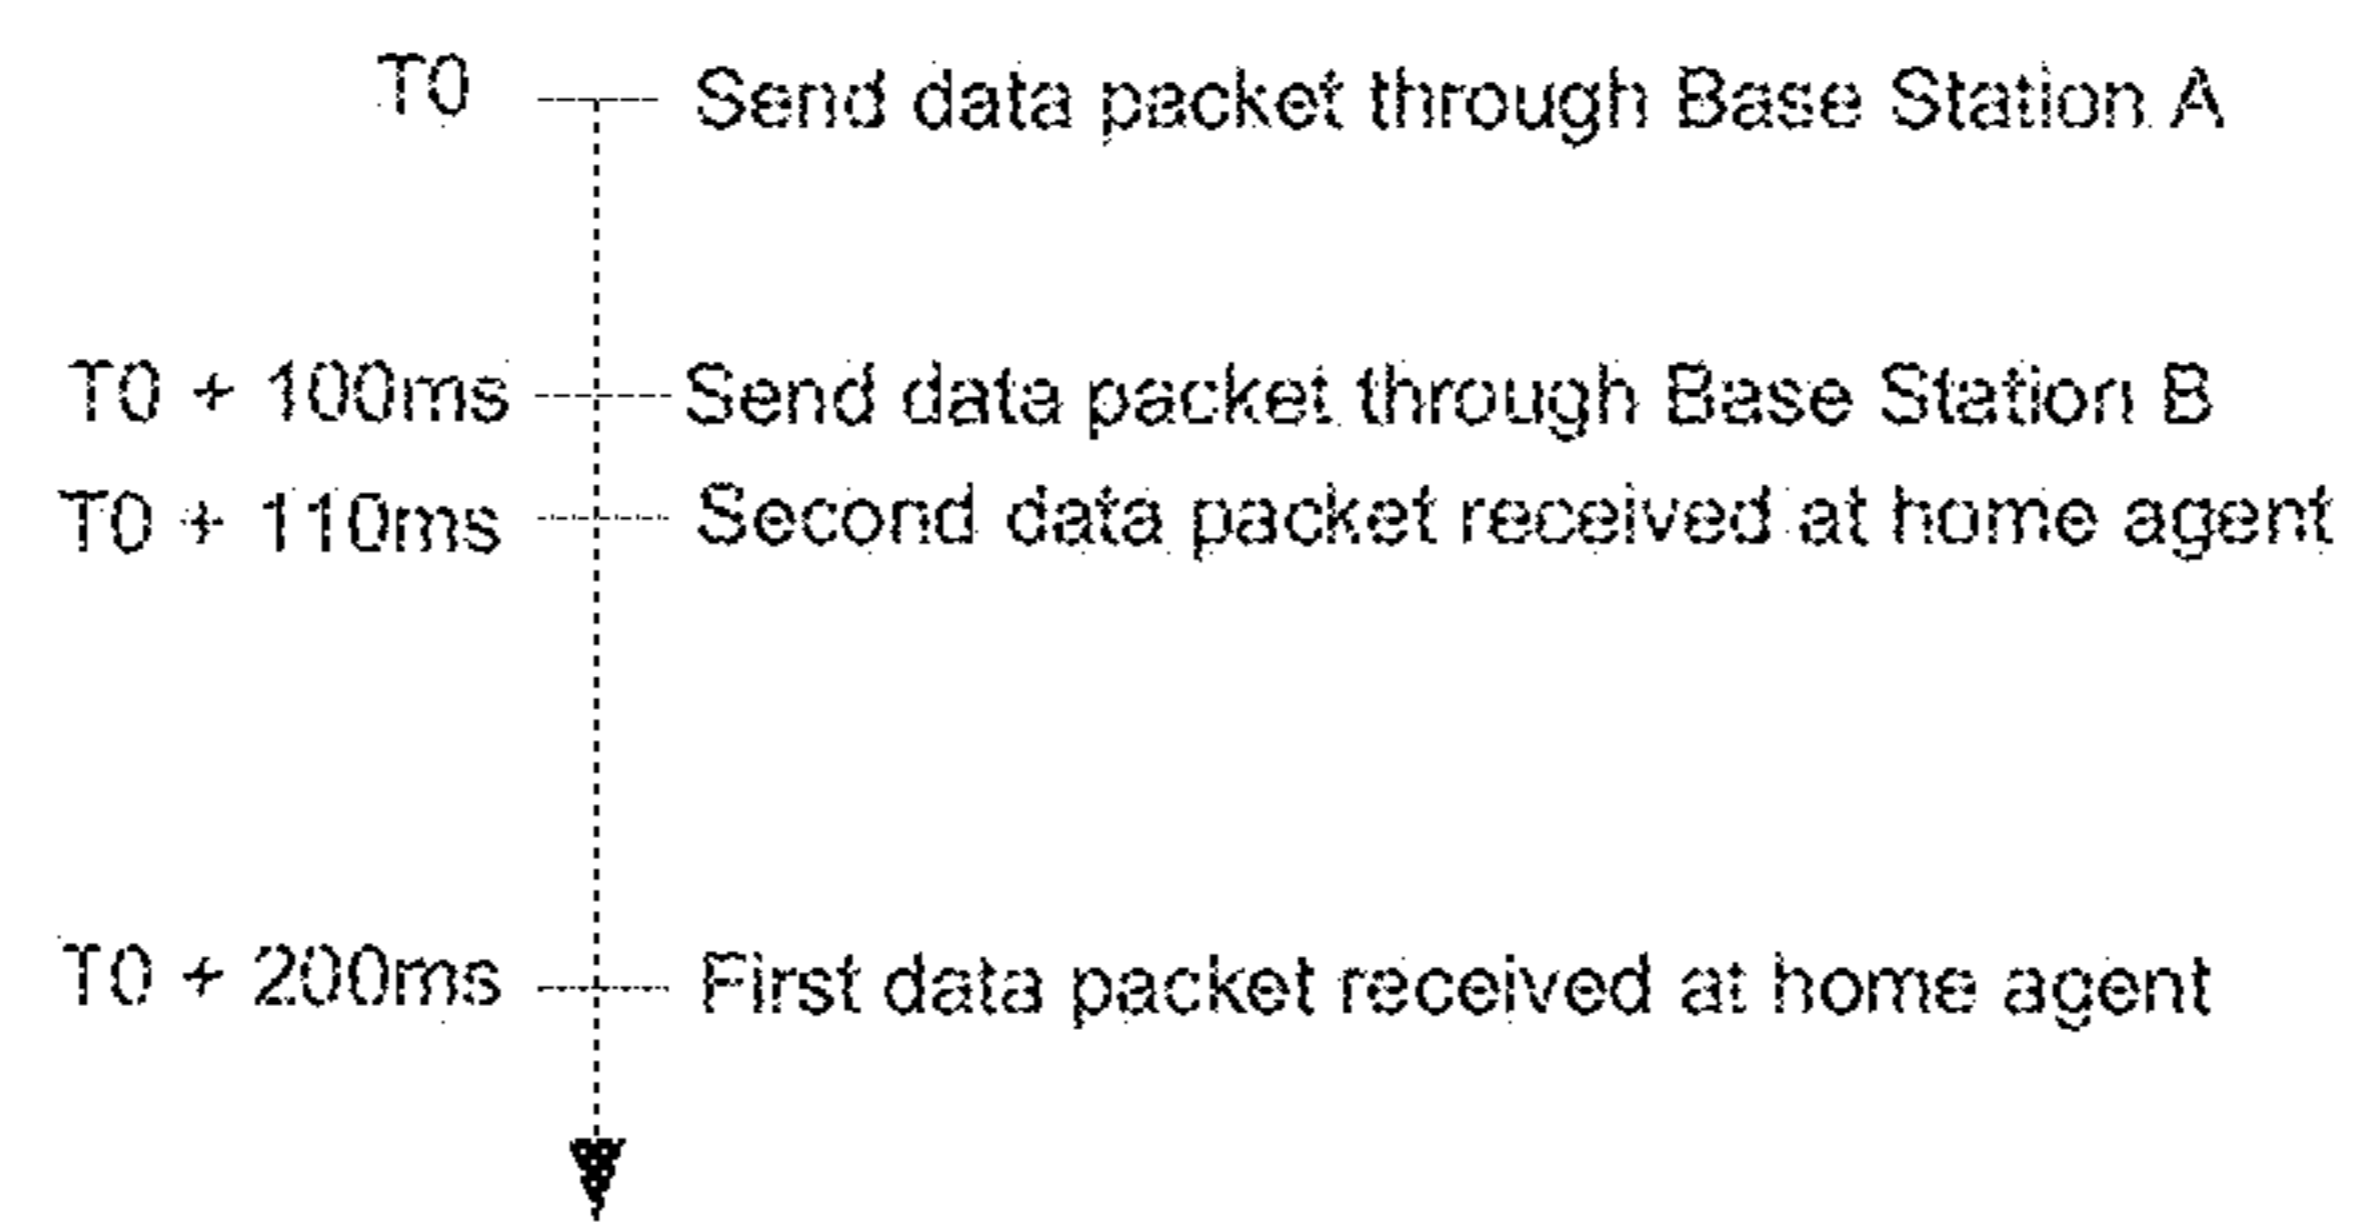 T0 Send data packet through Base Station A
T0 + 100ms Send data packet through Base Station B
T0 + 110ms Second data packet received at home agent
T0 + 200ms First data packet received at home agent